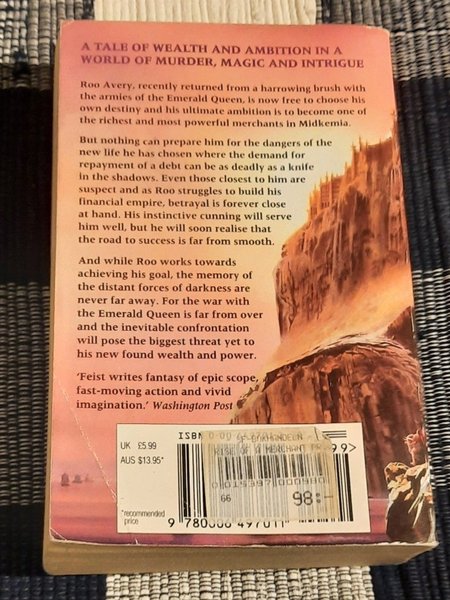 A TALE OF WEALTH AND AMBITION IN A
WORLD OF MURDER, MAGIC AND INTRIGUE
Roo Avery, recently returned from a harrowing brush with
the armies of the Emerald Queen, is now free to choose his
own destiny and his ultimate ambition is to become one of
the richest and most powerful merchants in Midkemia.
But nothing can prepare him for the dangers of the
new life he has chosen where the demand for
repayment of a debt can be as deadly as a knife
in the shadows. Even those closest to him are
suspect and as Roo struggles to build his
financial empire, betrayal is forever close
at hand. His instinctive cunning will serve
him well, but he will soon realise that
the road to success is far from smooth.
And while Roo works towards
achieving his goal, the memory of
the distant forces of darkness are
never far away. For the war with
the Emerald Queen is far from
over and the inevitable confrontation
will pose the biggest threat yet to
his new found wealth and power.
'Feist writes fantasy of epic scope,
fast-moving action and vivid
imagination.' Washington Post
ISBN
UK £5.99
AUS $13.95*
*recommended
price
RISE OF A MERCHANT PR
99>
66
98:-